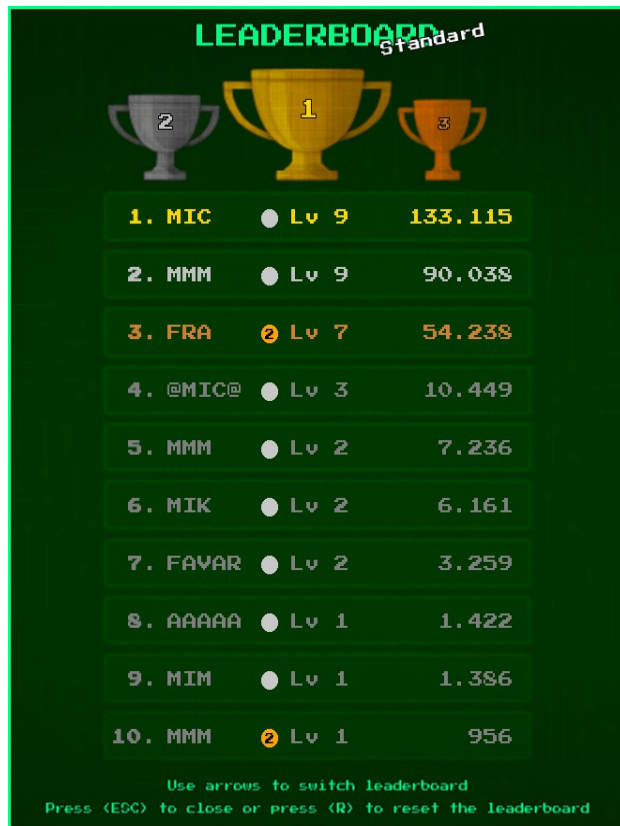 LEADERBOARD
Standard
2 1 3
1. MIC Lv 9 133.115
2. MMM Lv 9 90.038
3. FRA 2 Lv 7 54.238
4. @MIC@ Lv 3 10.449
5. MMM Lv 2 7.236
6. MIK Lv 2 6.161
7. FAVAR Lv 2 3.259
8. AAAAA Lv 1 1.422
9. MIM Lv 1 1.386
10. MMM 2 Lv 1 956
Use arrows to switch leaderboard
Press (ESC) to close or press (R) to reset the leaderboard